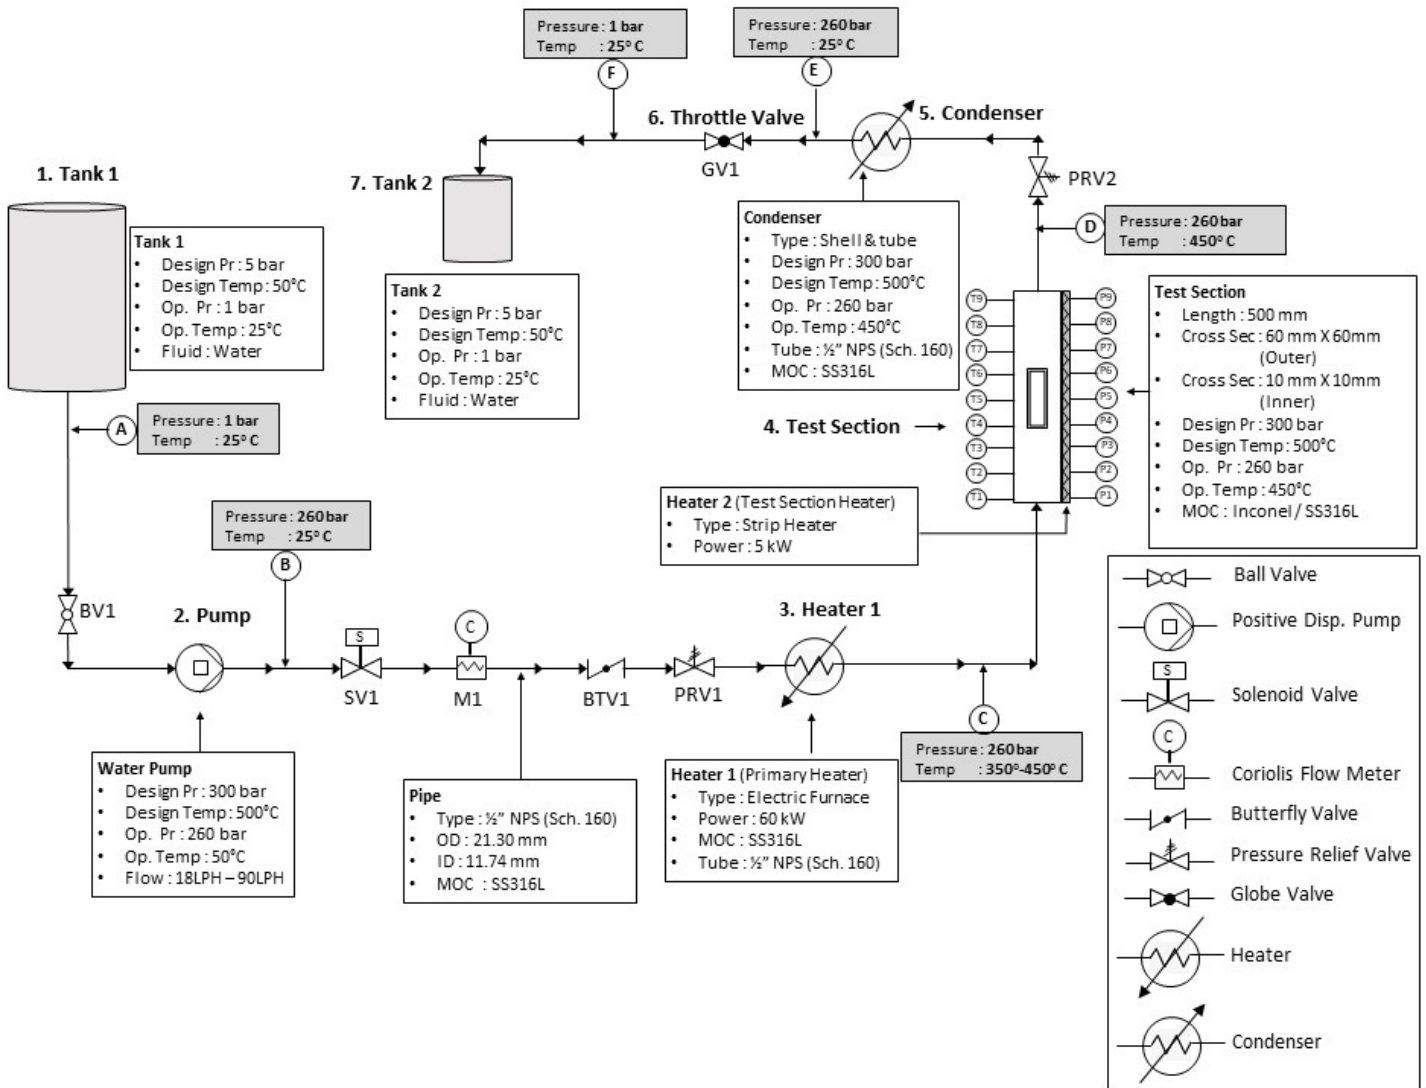 Pressure : 1 bar
Temp : 25° C
F
Pressure : 260 bar
Temp : 25° C
E
6. Throttle Valve
GV1
5. Condenser
PRV2
1. Tank 1
7. Tank 2
Tank 1
• Design Pr : 5 bar
• Design Temp : 50°C
• Op. Pr : 1 bar
• Op. Temp : 25°C
• Fluid : Water
Tank 2
• Design Pr : 5 bar
• Design Temp : 50°C
• Op. Pr : 1 bar
• Op. Temp : 25°C
• Fluid : Water
Condenser
• Type : Shell & tube
• Design Pr : 300 bar
• Design Temp : 500°C
• Op. Pr : 260 bar
• Op. Temp : 450°C
• Tube : ½” NPS (Sch. 160)
• MOC : SS316L
D
Pressure : 260 bar
Temp : 450° C
T9
T8
T7
T6
T5
T4
T3
T2
T1
P9
P8
P7
P6
P5
P4
P3
P2
P1
4. Test Section
Test Section
• Length : 500 mm
• Cross Sec : 60 mm X 60mm
(Outer)
• Cross Sec : 10 mm X 10mm
(Inner)
• Design Pr : 300 bar
• Design Temp : 500°C
• Op. Pr : 260 bar
• Op. Temp : 450°C
• MOC : Inconel / SS316L
A
Pressure : 1 bar
Temp : 25° C
Heater 2 (Test Section Heater)
• Type : Strip Heater
• Power : 5 kW
Pressure : 260 bar
Temp : 25° C
B
BV1
2. Pump
S
SV1
C
M1
BTV1
PRV1
3. Heater 1
C
Pressure : 260 bar
Temp : 350°-450° C
Water Pump
• Design Pr : 300 bar
• Design Temp : 500°C
• Op. Pr : 260 bar
• Op. Temp : 50°C
• Flow : 18LPH – 90LPH
Pipe
• Type : ½” NPS (Sch. 160)
• OD : 21.30 mm
• ID : 11.74 mm
• MOC : SS316L
Heater 1 (Primary Heater)
• Type : Electric Furnace
• Power : 60 kW
• MOC : SS316L
• Tube : ½” NPS (Sch. 160)
Ball Valve
Positive Disp. Pump
S
Solenoid Valve
C
Coriolis Flow Meter
Butterfly Valve
Pressure Relief Valve
Globe Valve
Heater
Condenser